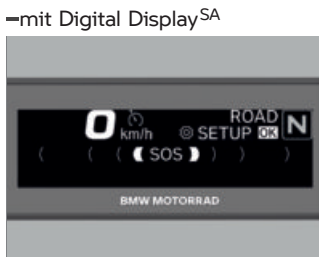 –mit Digital Display SA
ROAD
0 km/h SETUP OK N
SOS
BMW MOTORRAD